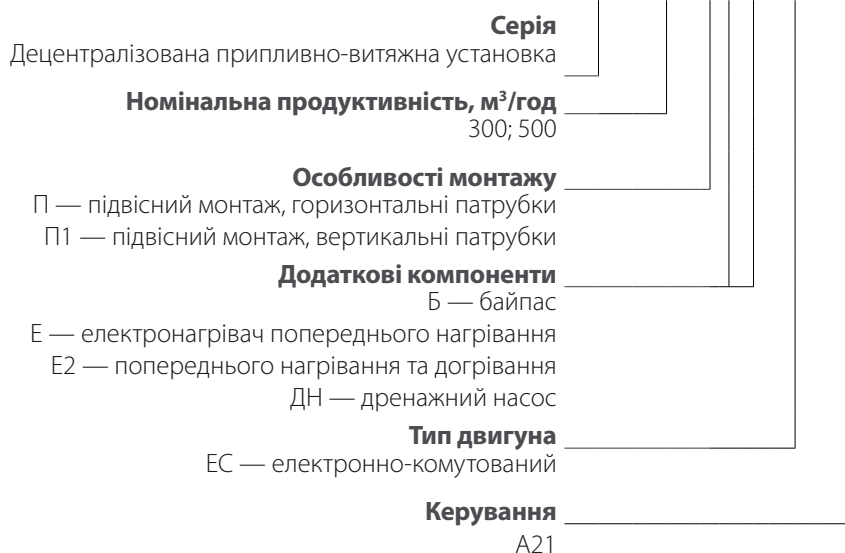 Серія
Децентралізована припливно-витяжна установка
Номінальна продуктивність, м³/год
300; 500
Особливості монтажу
П — підвісний монтаж, горизонтальні патрубки
П1 — підвісний монтаж, вертикальні патрубки
Додаткові компоненти
Б — байпас
Е — електронагрівач попереднього нагрівання
Е2 — попереднього нагрівання та догрівання
ДН — дренажний насос
Тип двигуна
ЕС — електронно-комутований
Керування
А21